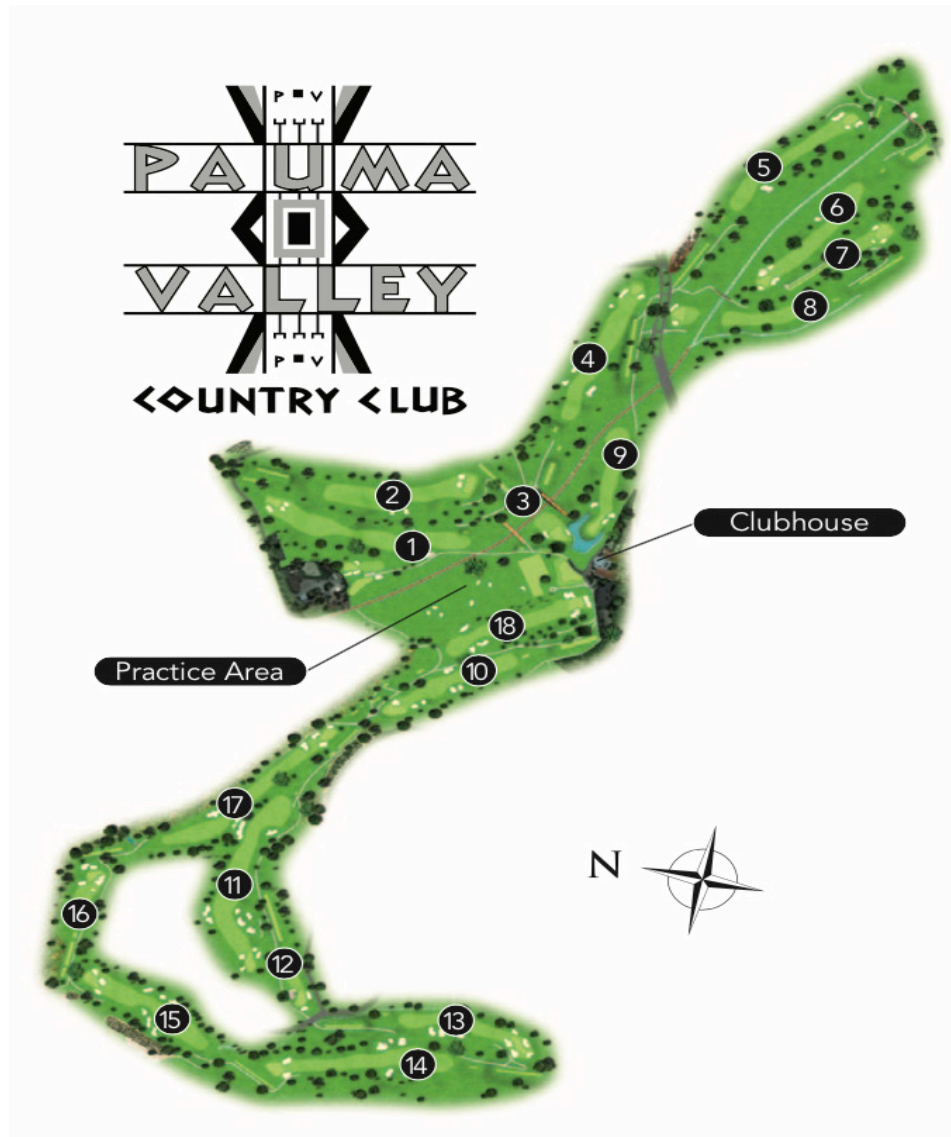 P ▪ V
PAUMA
VALLEY
P ▪ V
COUNTRY CLUB
5
6
7
8
4
9
2
3
1
Clubhouse
18
Practice Area
10
17
N
11
16
12
15
13
14